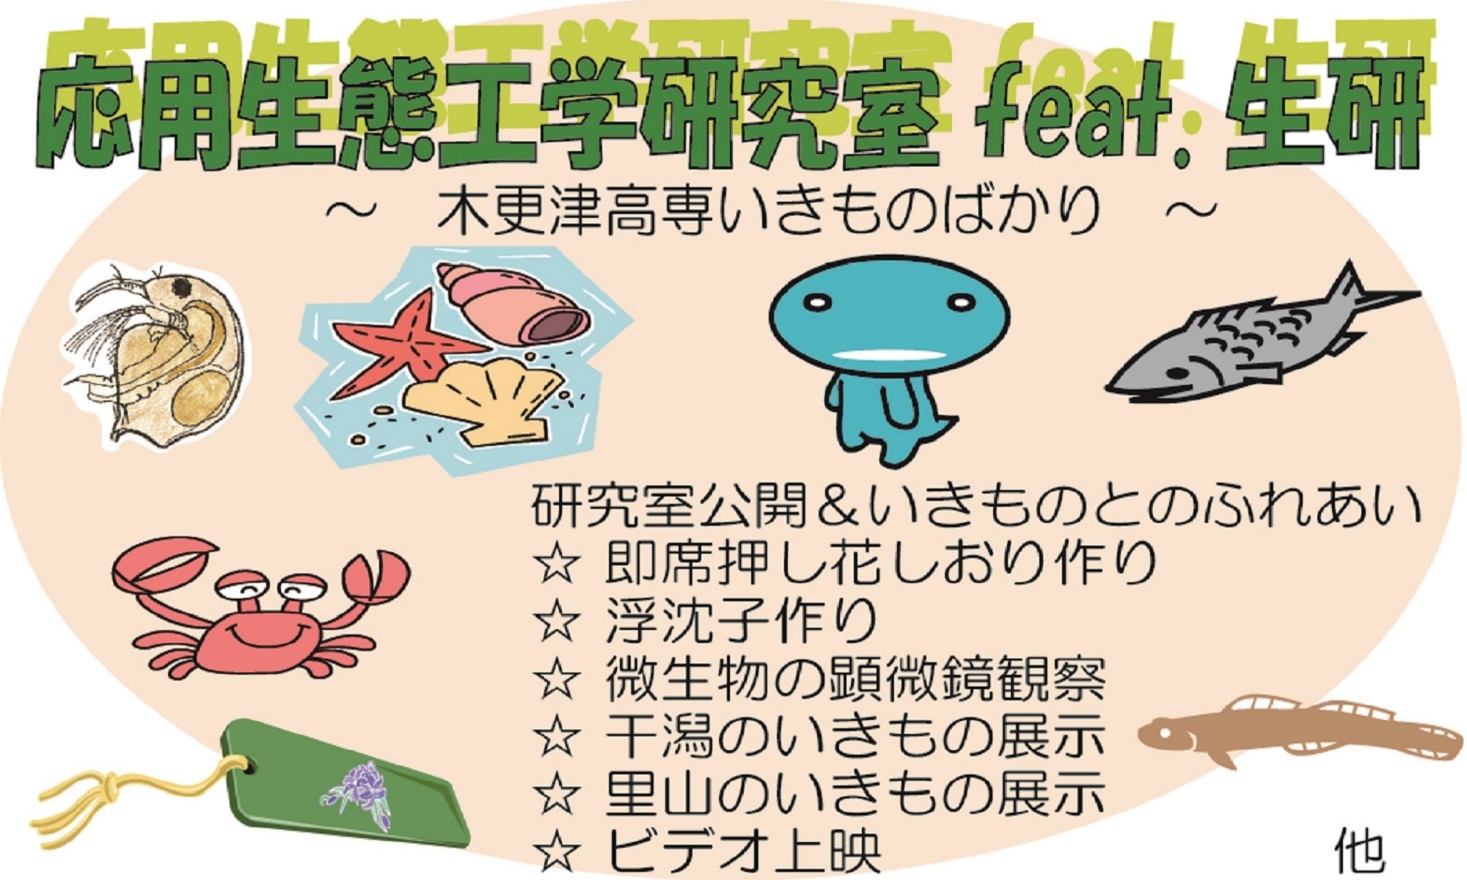 応用生態工学研究室 feat. 生研
～ 木更津高専いきものばかり ～
研究室公開＆いきものとのふれあい
☆ 即席押し花しおり作り
☆ 浮沈子作り
☆ 微生物の顕微鏡観察
☆ 干潟のいきもの展示
☆ 里山のいきもの展示
☆ ビデオ上映
他